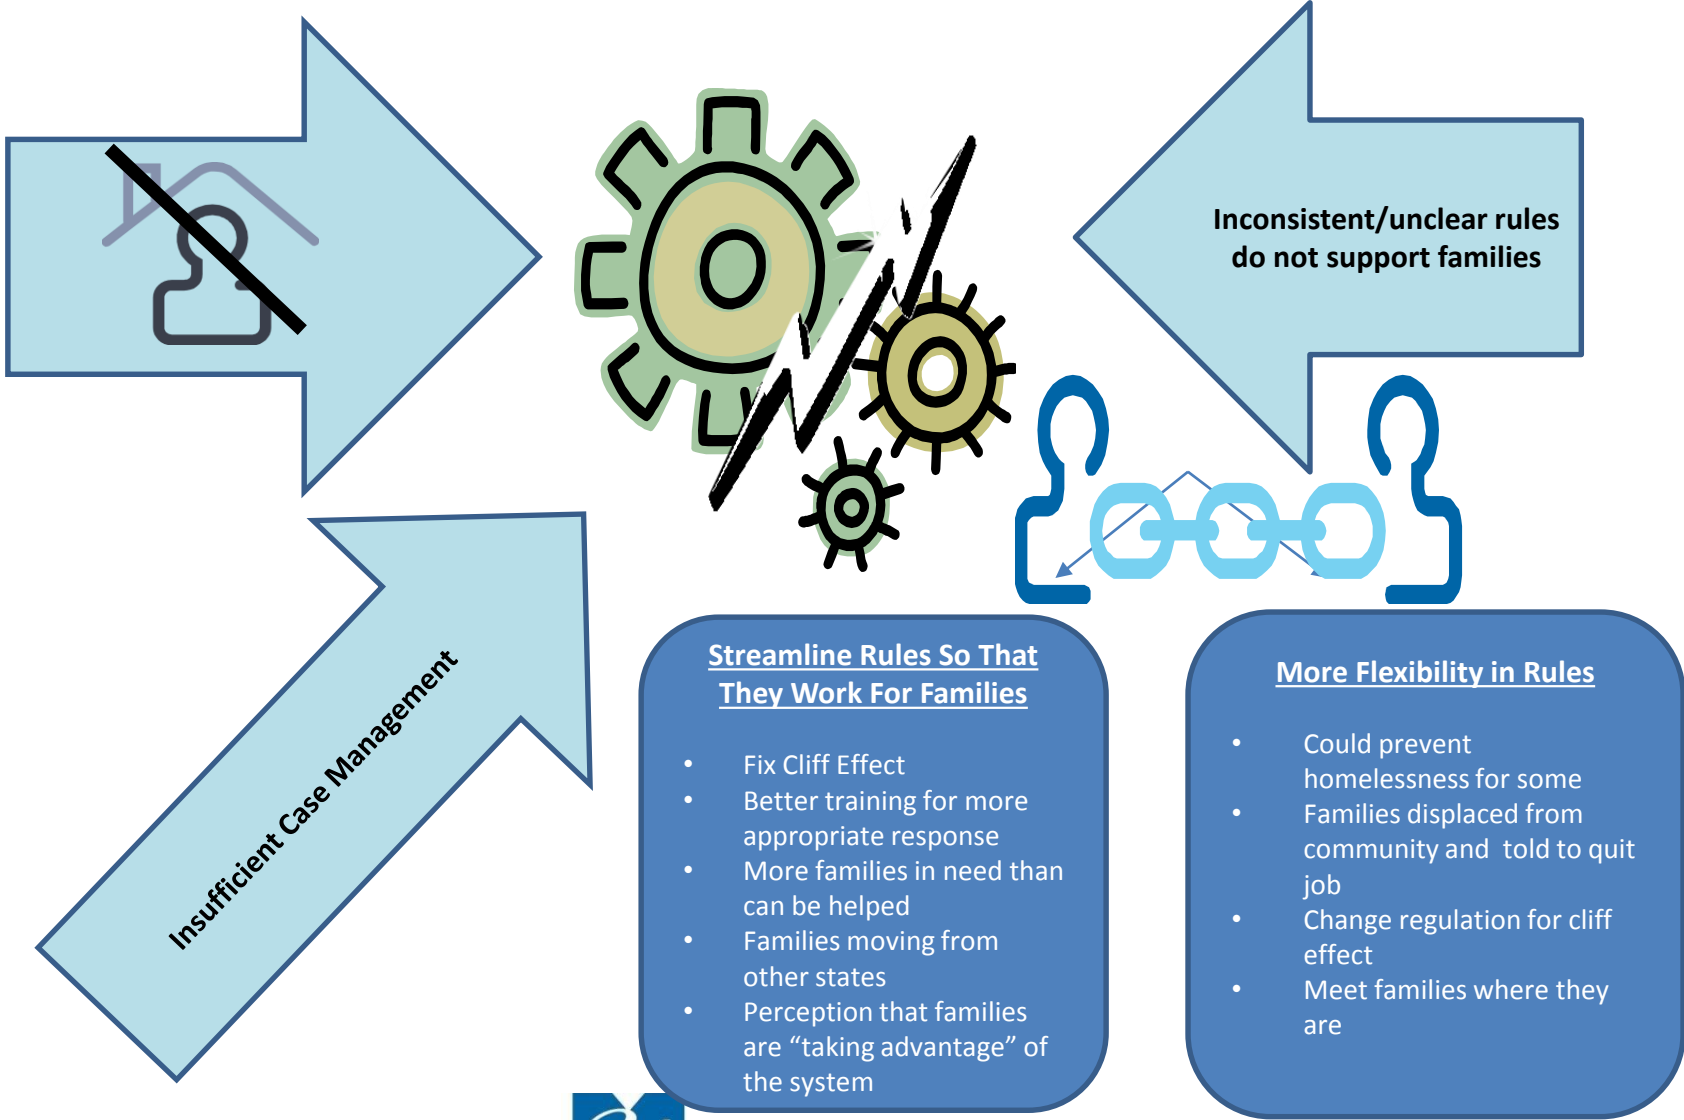 Inconsistent/unclear rules
do not support families
Insufficient Case Management
Streamline Rules So That
They Work For Families
• Fix Cliff Effect
• Better training for more
appropriate response
• More families in need than
can be helped
• Families moving from
other states
• Perception that families
are “taking advantage” of
the system
More Flexibility in Rules
• Could prevent
homelessness for some
• Families displaced from
community and told to quit
job
• Change regulation for cliff
effect
• Meet families where they
are